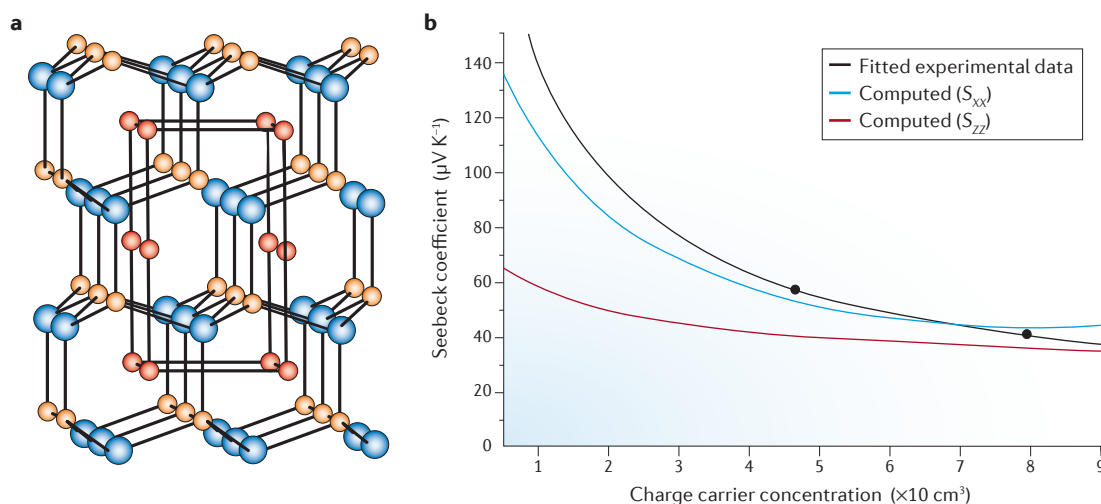 a
b
Seebeck coefficient (µV K⁻¹)
140
120
100
80
60
40
20
0
Fitted experimental data
Computed (S_XX)
Computed (S_ZZ)
1 2 3 4 5 6 7 8 9
Charge carrier concentration (×10 cm³)